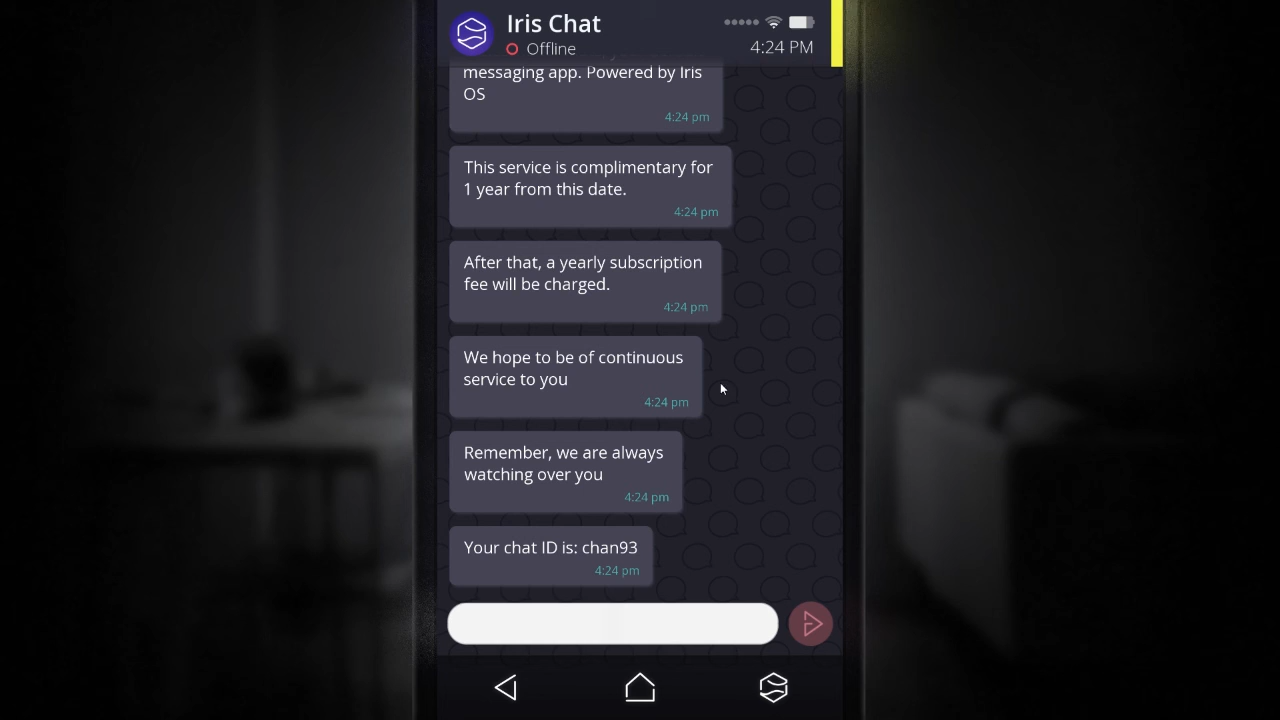 Iris Chat
Offline
4:24 PM
messaging app. Powered by Iris
OS
4:24 pm
This service is complimentary for
1 year from this date.
4:24 pm
After that, a yearly subscription
fee will be charged.
4:24 pm
We hope to be of continuous
service to you
4:24 pm
Remember, we are always
watching over you
4:24 pm
Your chat ID is: chan93
4:24 pm